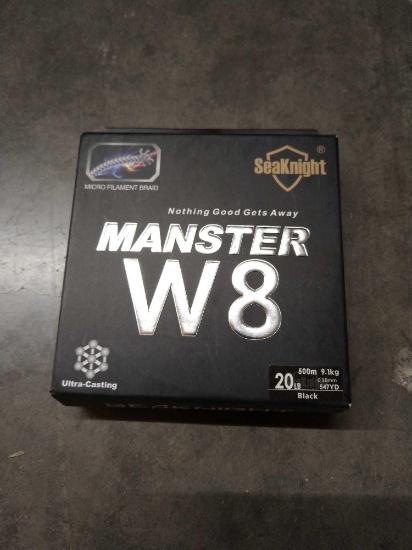 SeaKnight®
MICRO FILAMENT BRAID
Nothing Good Gets Away
MANSTER
W8
Ultra-Casting
500m 9.1kg
20LB 0.18mm
547YD
Black